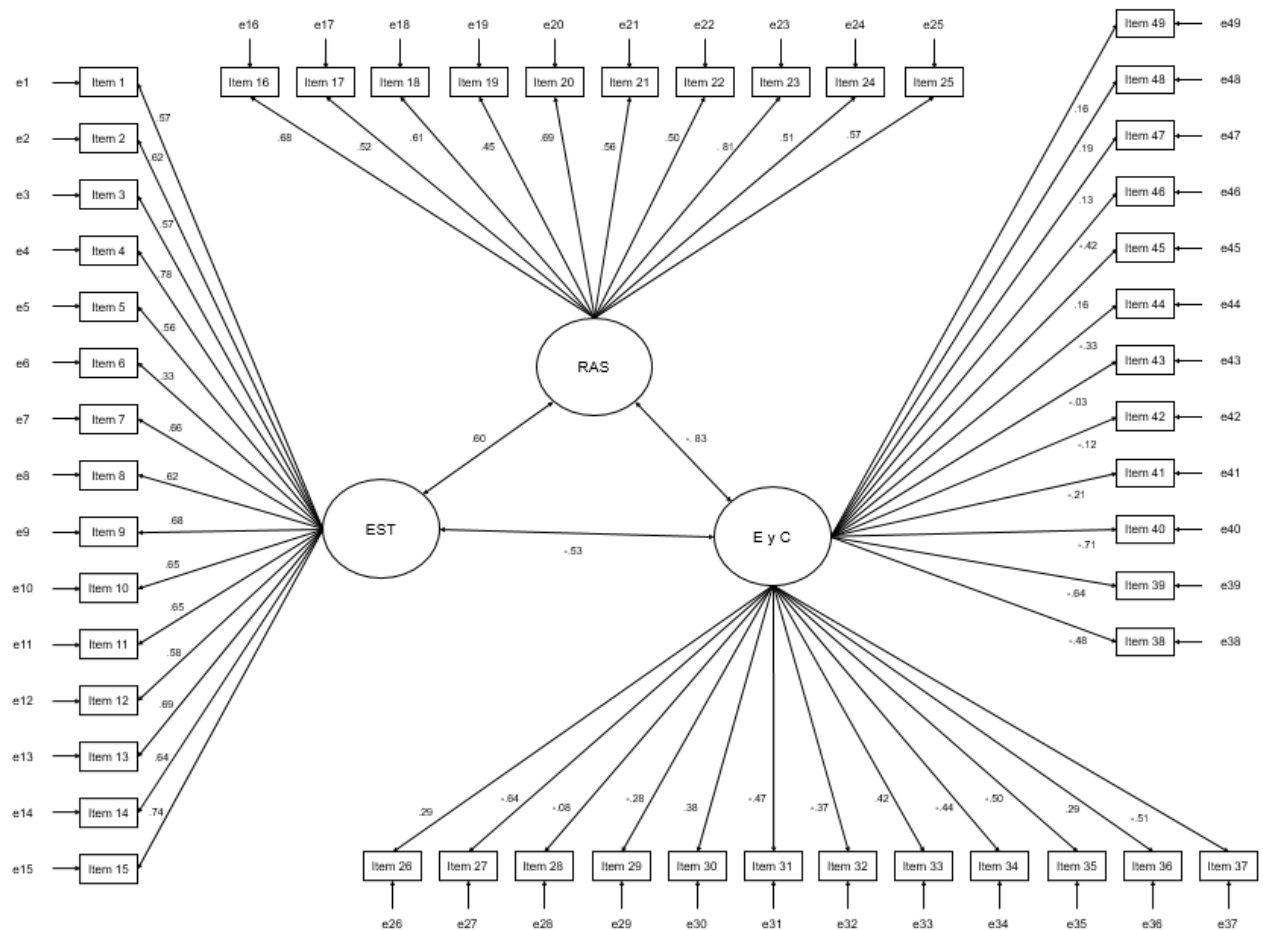 e16 e17 e18 e19 e20 e21 e22 e23 e24 e25
Item 16 Item 17 Item 18 Item 19 Item 20 Item 21 Item 22 Item 23 Item 24 Item 25
.68 .52 .61 .45 .69 .56 .50 . 81 .51 .57
e1 Item 1 .57
e2 Item 2 .62
e3 Item 3 .57
e4 Item 4 .78
e5 Item 5 .56
e6 Item 6 .33
e7 Item 7 .66
e8 Item 8 .62
e9 Item 9 .68
e10 Item 10 .65
e11 Item 11 .65
e12 Item 12 .58
e13 Item 13 .69
e14 Item 14 .64
e15 Item 15 .74
RAS
.60 -. 83
EST
-.53
E y C
.16 Item 49 e49
.19 Item 48 e48
.13 Item 47 e47
-.42 Item 46 e46
.16 Item 45 e45
-.33 Item 44 e44
-.03 Item 43 e43
-.12 Item 42 e42
-.21 Item 41 e41
-.71 Item 40 e40
-.64 Item 39 e39
-.48 Item 38 e38
.29 -.64 -.08 -.28 .38 -.47 -.37 .42 -.44 -.50 .29 -.51
Item 26 Item 27 Item 28 Item 29 Item 30 Item 31 Item 32 Item 33 Item 34 Item 35 Item 36 Item 37
e26 e27 e28 e29 e30 e31 e32 e33 e34 e35 e36 e37